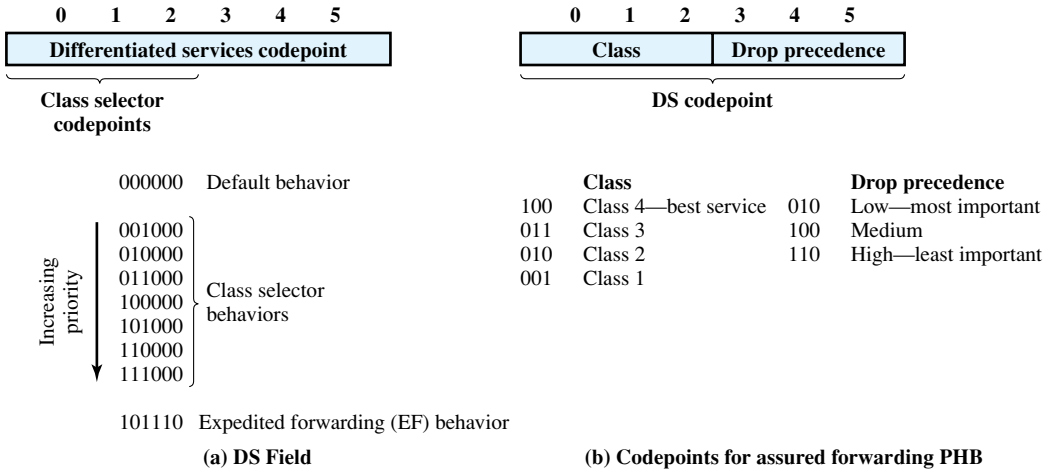 0 1 2 3 4 5
Differentiated services codepoint
Class selector
codepoints
000000 Default behavior
Increasing
priority
001000
010000
011000
100000
101000
110000
111000
Class selector
behaviors
101110 Expedited forwarding (EF) behavior
(a) DS Field
0 1 2 3 4 5
Class Drop precedence
DS codepoint
Class
100 Class 4—best service
011 Class 3
010 Class 2
001 Class 1
Drop precedence
010 Low—most important
100 Medium
110 High—least important
(b) Codepoints for assured forwarding PHB